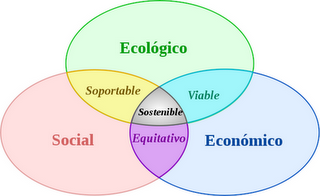 Ecológico
Soportable
Viable
Sostenible
Social
Equitativo
Económico